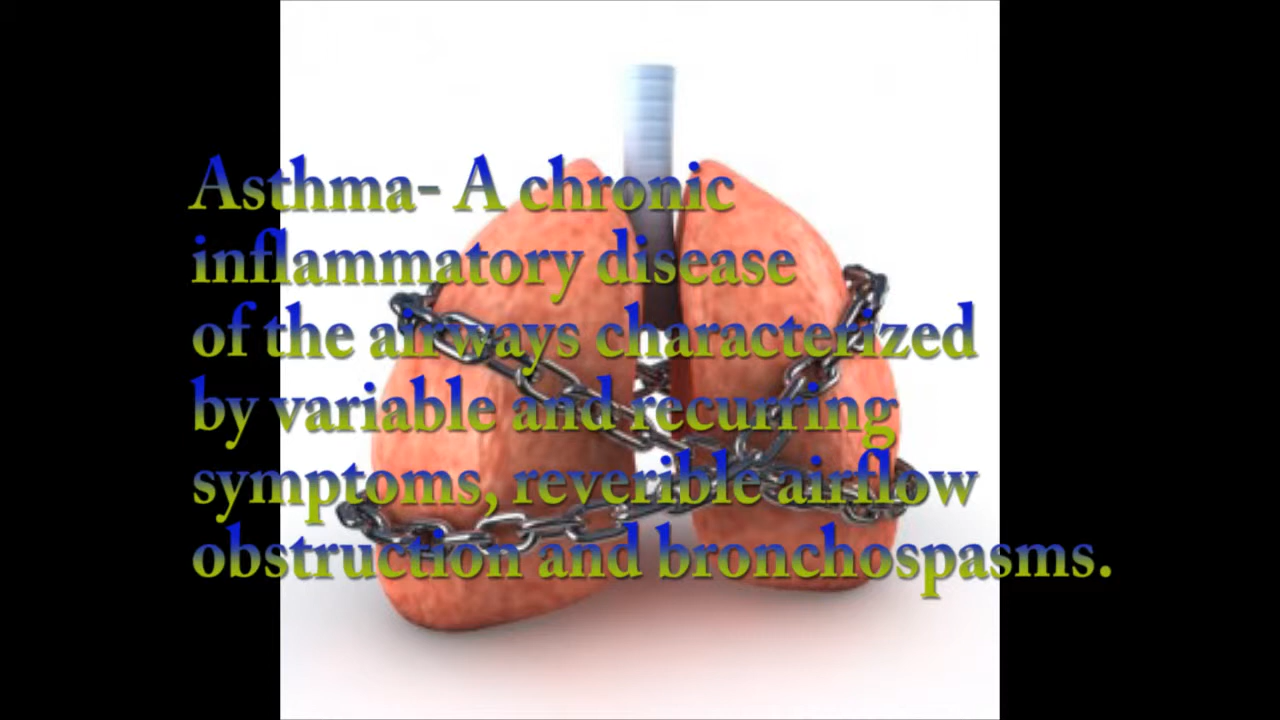 Asthma- A chronic
inflammatory disease
of the airways characterized
by variable and recurring
symptoms, reverible airflow
obstruction and bronchospasms.